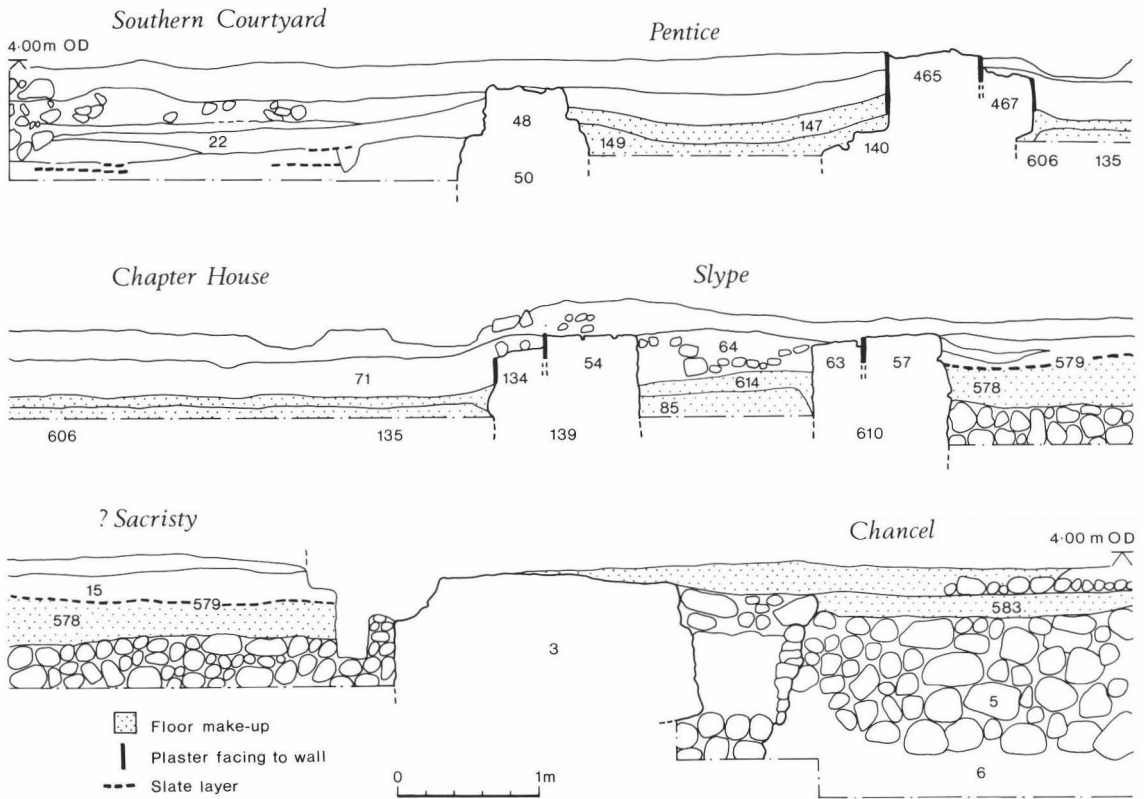 Southern Courtyard Pentice
4·00m OD
465
467
48
147
22
149
140
606 135
50
Chapter House Slype
64
54
63 57
579
71
134
614
578
85
606 135 139 610
? Sacristy Chancel
4·00 m OD
15
579
583
578
3
5
6
Floor make-up
Plaster facing to wall
Slate layer
0 1m